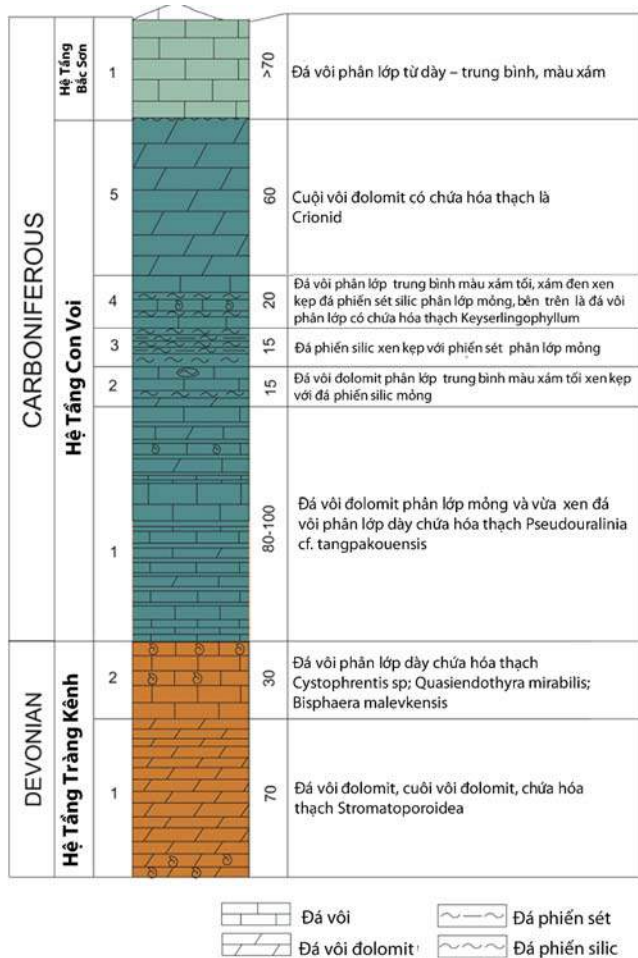 CARBONIFEROUS
DEVONIAN
Hệ Tầng
Bắc Sơn
Hệ Tầng Con Voi
Hệ Tầng Tràng Kênh
1
>70
Đá vôi phân lớp từ dày – trung bình, màu xám
5
60
Cuội vôi đolomit có chứa hóa thạch là
Crionid
4
20
Đá vôi phân lớp trung bình màu xám tối, xám đen xen
kẹp đá phiến sét silic phân lớp mỏng, bên trên là đá vôi
phân lớp có chứa hóa thạch Keyserlingophyllum
3
15
Đá phiến silic xen kẹp với phiến sét phân lớp mỏng
2
15
Đá vôi đolomit phân lớp trung bình màu xám tối xen kẹp
với đá phiến silic mỏng
1
80-100
Đá vôi đolomit phân lớp mỏng và vừa xen đá
vôi phân lớp dày chứa hóa thạch Pseudouralinia
cf. tangpakouensis
2
30
Đá vôi phân lớp dày chứa hóa thạch
Cystophrentis sp; Quasiendothyra mirabilis;
Bisphaera malevkensis
1
70
Đá vôi đolomit, cuôi vôi đolomit, chứa hóa
thạch Stromatoporoidea
Đá vôi
Đá phiến sét
Đá vôi đolomit
Đá phiến silic